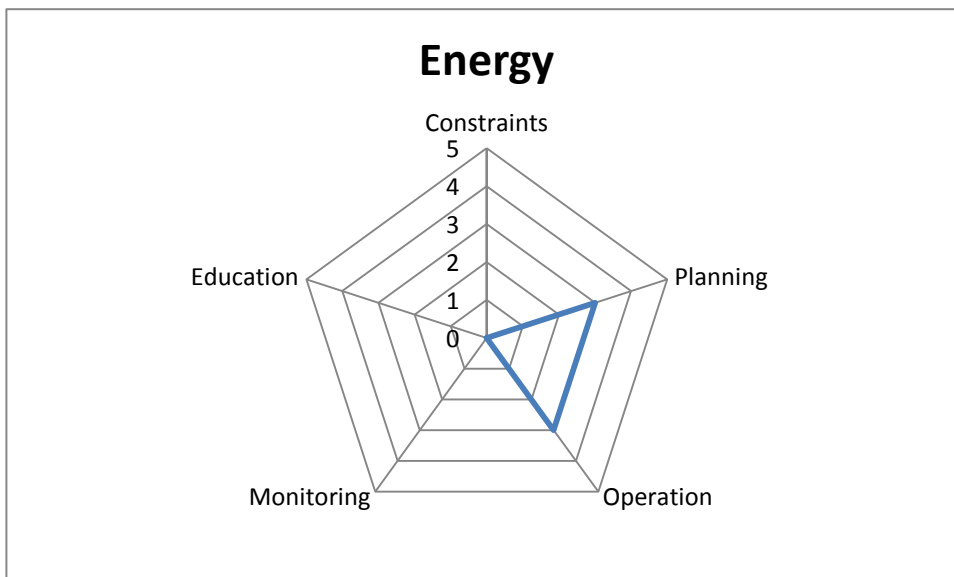 Energy
Constraints
5
4
3
2
1
0
Education
Planning
Monitoring
Operation